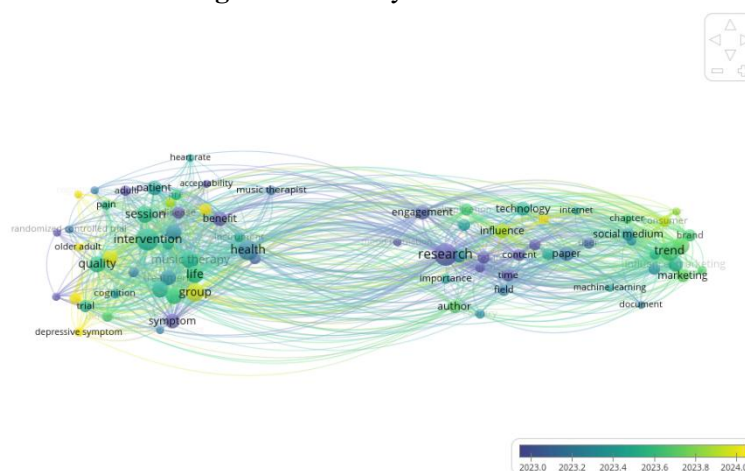 heart rate
adult patient acceptability
music therapist
pain
session
benefit
engagement
technology
internet
chapter
consumer
randomized controlled trial
intervention
influence
social medium
brand
older adult
health
research
content
paper
trend
quality
music therapy
life
importance
time
marketing
cognition
group
field
machine learning
trial
author
document
symptom
depressive symptom
2023.0 2023.2 2023.4 2023.6 2023.8 2024.0